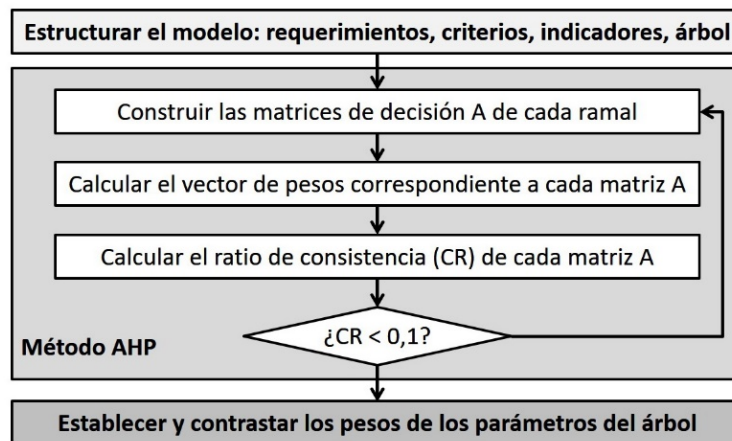 Estructurar el modelo: requerimientos, criterios, indicadores, árbol
Construir las matrices de decisión A de cada ramal
Calcular el vector de pesos correspondiente a cada matriz A
Calcular el ratio de consistencia (CR) de cada matriz A
¿CR < 0,1?
Método AHP
Establecer y contrastar los pesos de los parámetros del árbol